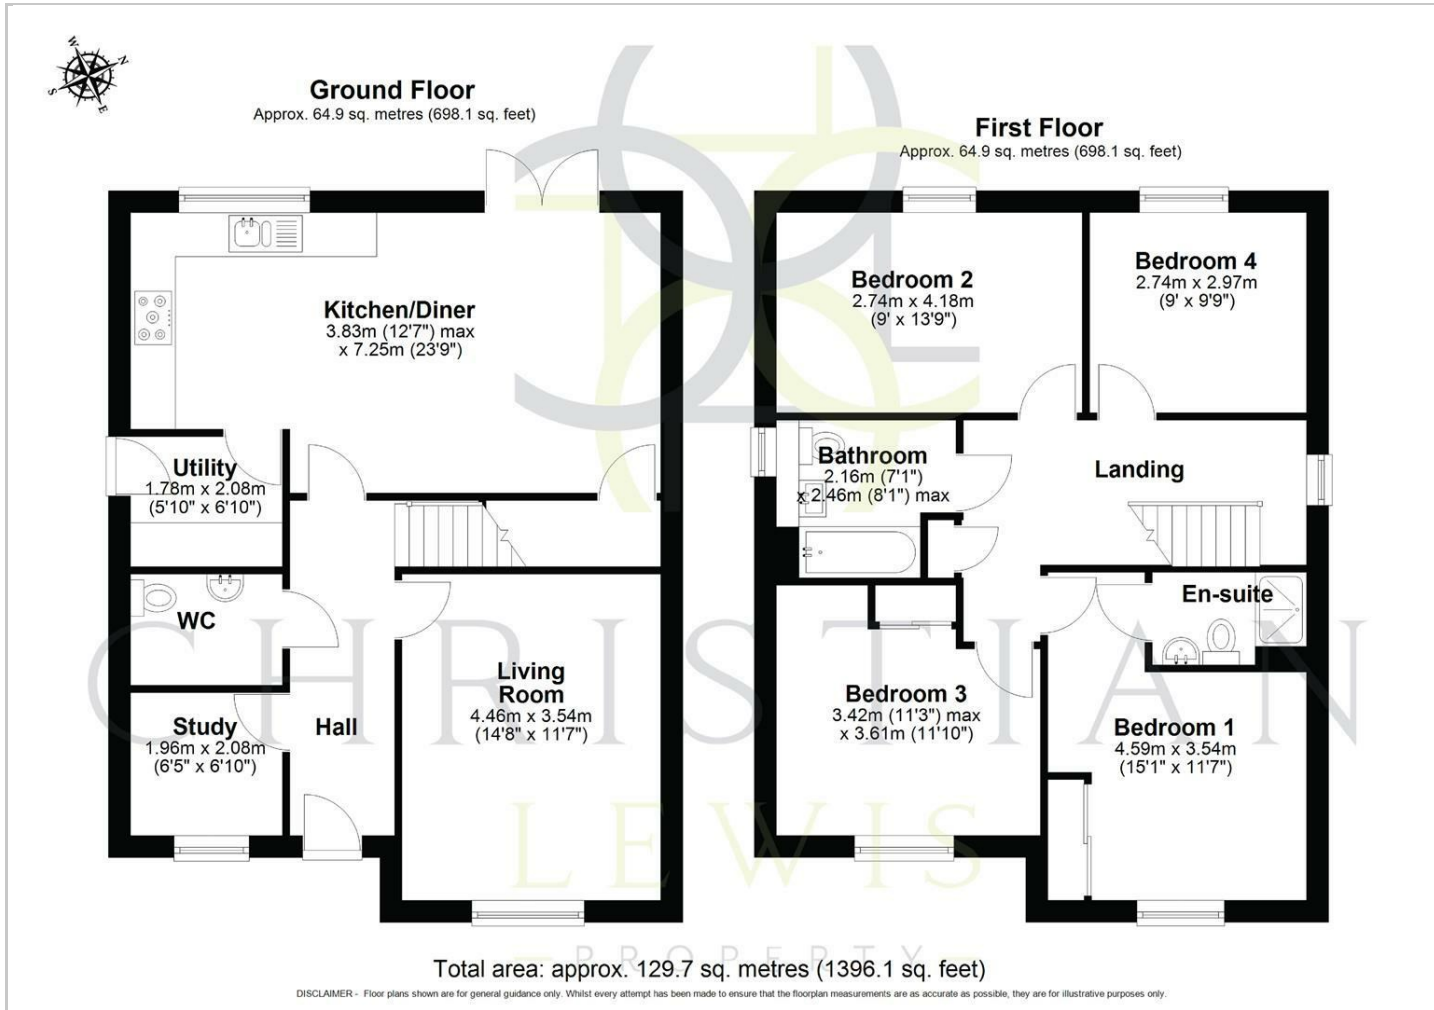 W
N
S
E
Ground Floor
Approx. 64.9 sq. metres (698.1 sq. feet)
Kitchen/Diner
3.83m (12'7") max
x 7.25m (23'9")
Utility
1.78m x 2.08m
(5'10" x 6'10")
WC
Study
1.96m x 2.08m
(6'5" x 6'10")
Hall
Living
Room
4.46m x 3.54m
(14'8" x 11'7")
First Floor
Approx. 64.9 sq. metres (698.1 sq. feet)
Bedroom 2
2.74m x 4.18m
(9' x 13'9")
Bedroom 4
2.74m x 2.97m
(9' x 9'9")
Bathroom
2.16m (7'1")
x 2.46m (8'1") max
Landing
En-suite
Bedroom 3
3.42m (11'3") max
x 3.61m (11'10")
Bedroom 1
4.59m x 3.54m
(15'1" x 11'7")
CHRISTIAN
LEWIS
PROPERTY
Total area: approx. 129.7 sq. metres (1396.1 sq. feet)
DISCLAIMER - Floor plans shown are for general guidance only. Whilst every attempt has been made to ensure that the floorplan measurements are as accurate as possible, they are for illustrative purposes only.